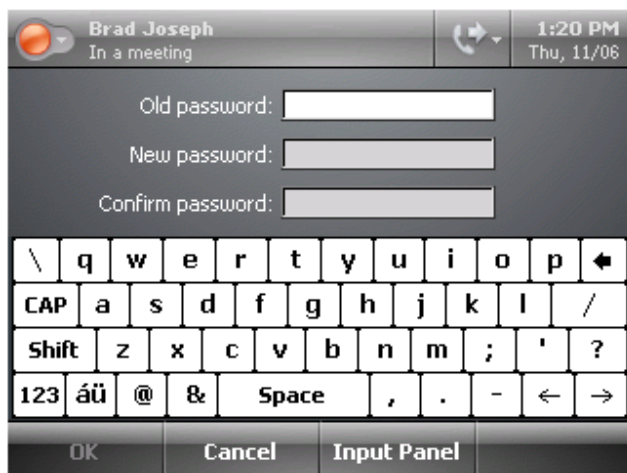 Brad Joseph 1:20 PM
In a meeting Thu, 11/06
Old password:
New password:
Confirm password:
\ q w e r t y u i o p ←
CAP a s d f g h j k l /
Shift z x c v b n m ; ' ?
123 áü @ & Space , . - ← →
OK Cancel Input Panel